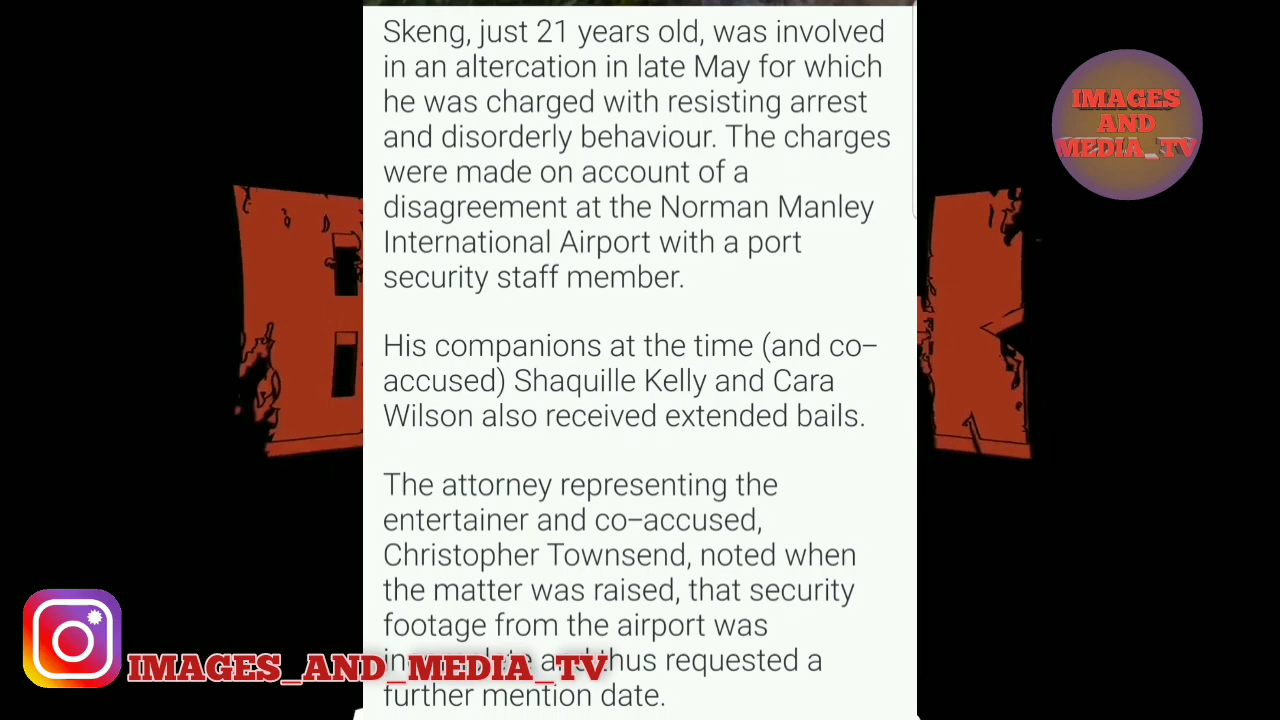 Skeng, just 21 years old, was involved
in an altercation in late May for which
he was charged with resisting arrest
and disorderly behaviour. The charges
were made on account of a
disagreement at the Norman Manley
International Airport with a port
security staff member.
His companions at the time (and co–
accused) Shaquille Kelly and Cara
Wilson also received extended bails.
The attorney representing the
entertainer and co–accused,
Christopher Townsend, noted when
the matter was raised, that security
footage from the airport was
thus requested a
further mention date.
IMAGES
AND
MEDIA_TV
IMAGES_AND_MEDIA_TV